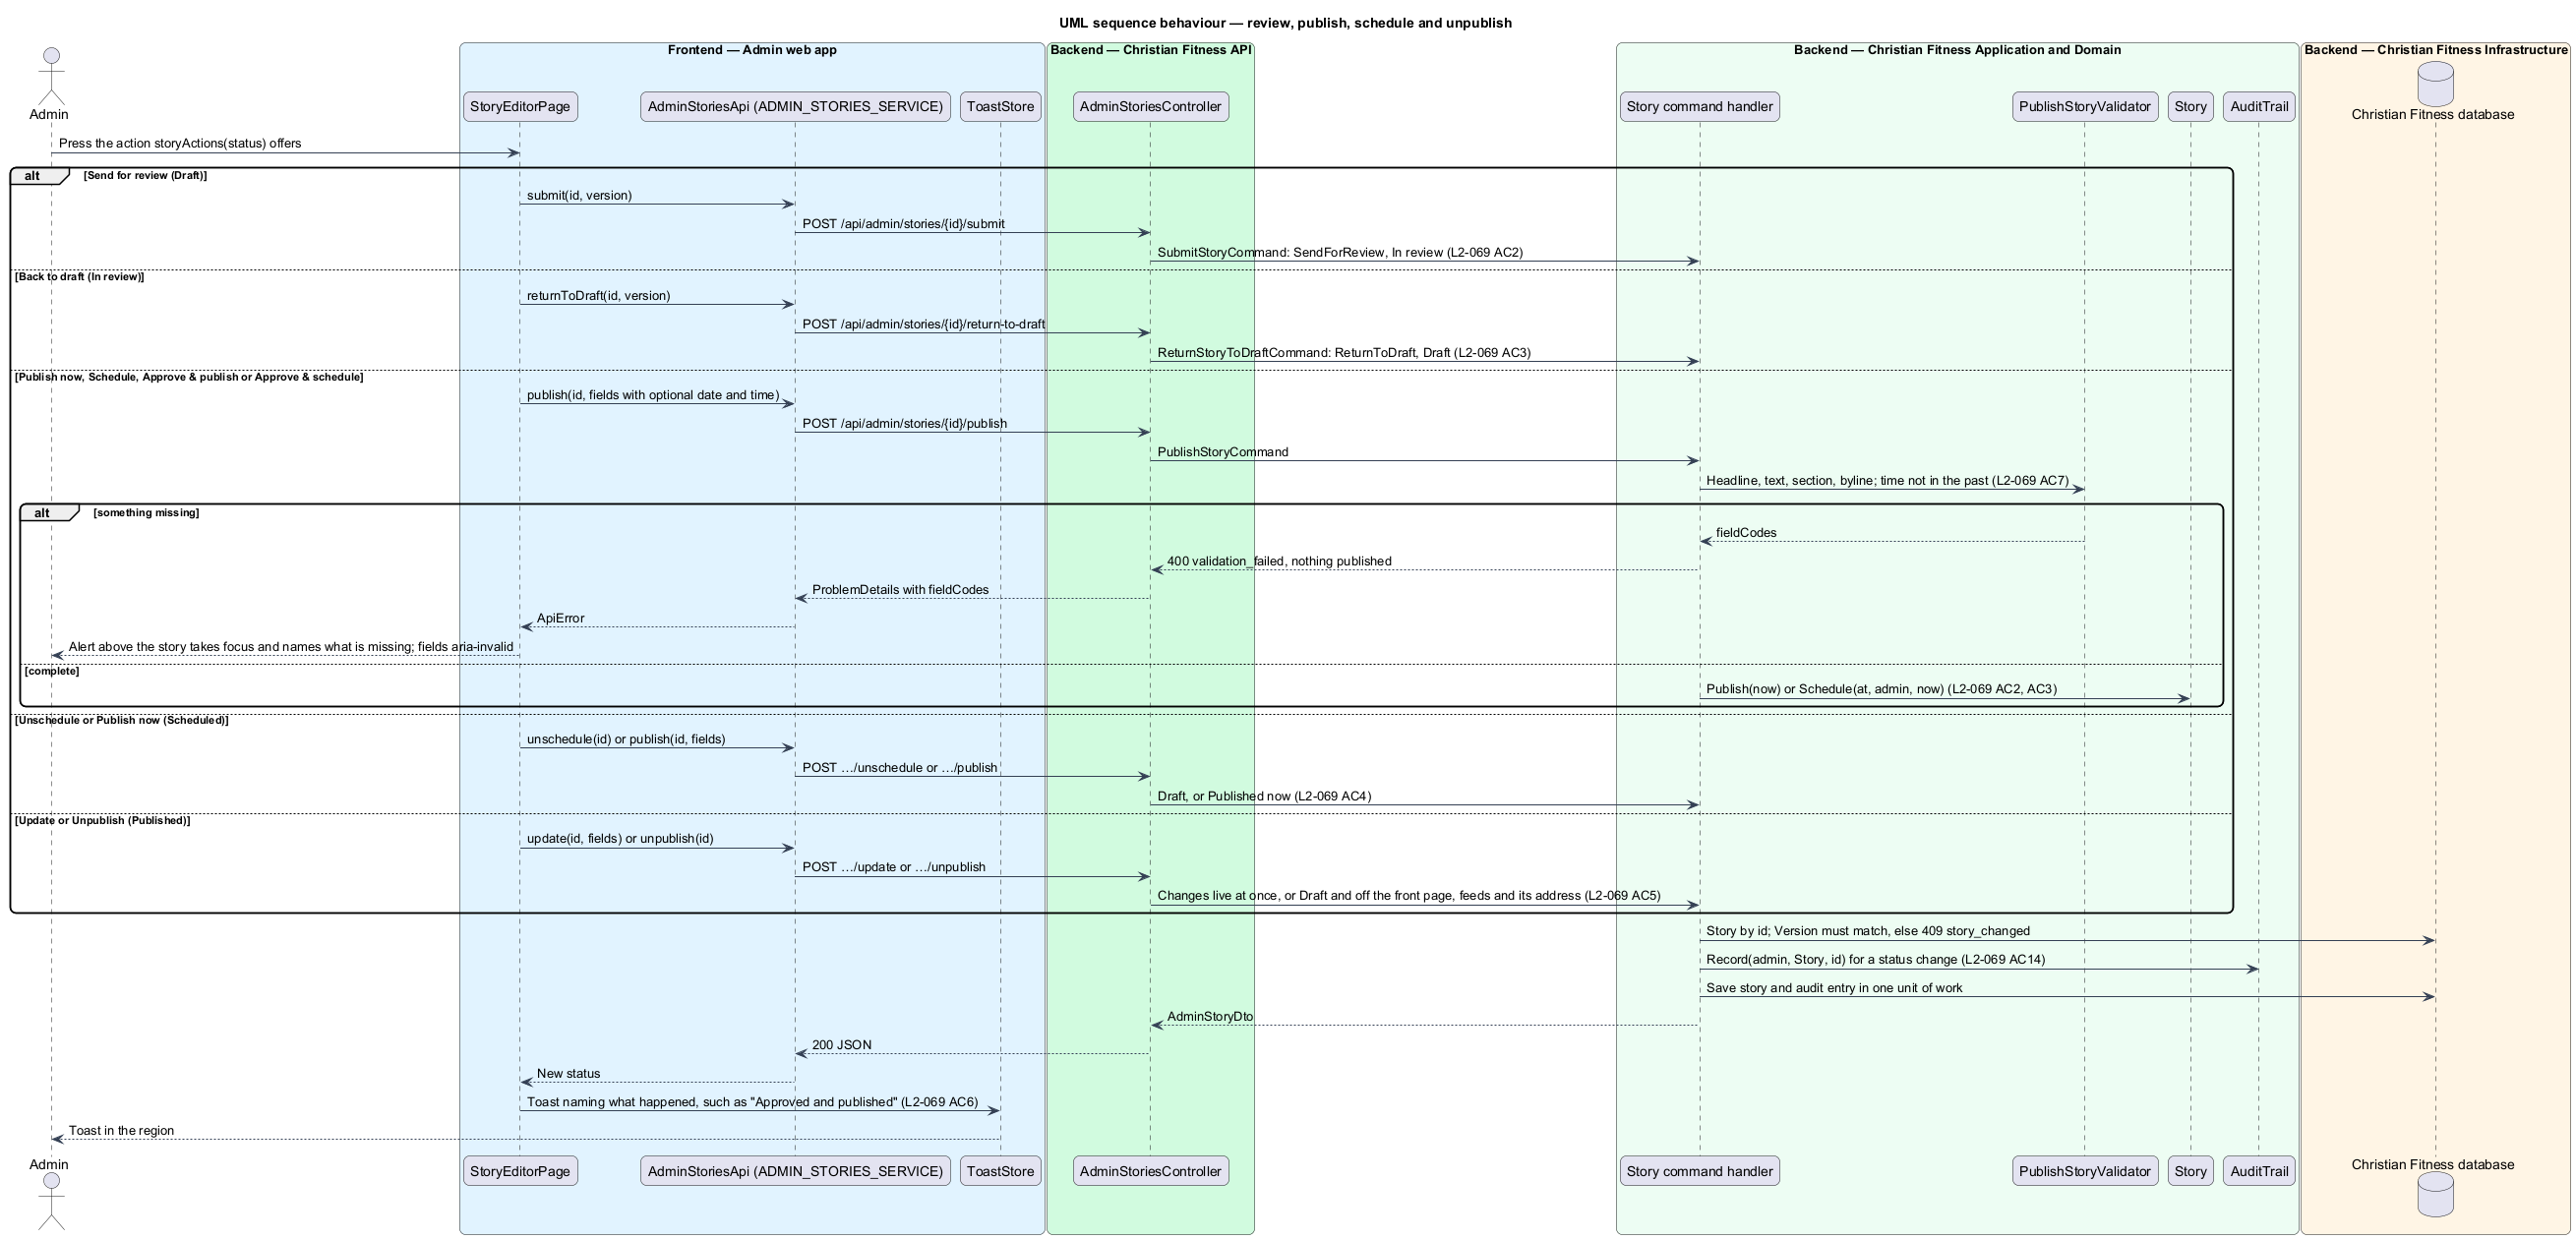 UML sequence behaviour — review, publish, schedule and unpublish
Frontend — Admin web app
Backend — Christian Fitness API
Backend — Christian Fitness Application and Domain
Backend — Christian Fitness Infrastructure
Admin
StoryEditorPage
AdminStoriesApi (ADMIN_STORIES_SERVICE)
ToastStore
AdminStoriesController
Story command handler
PublishStoryValidator
Story
AuditTrail
Christian Fitness database
Press the action storyActions(status) offers
alt
[Send for review (Draft)]
submit(id, version)
POST /api/admin/stories/{id}/submit
SubmitStoryCommand: SendForReview, In review (L2-069 AC2)
[Back to draft (In review)]
returnToDraft(id, version)
POST /api/admin/stories/{id}/return-to-draft
ReturnStoryToDraftCommand: ReturnToDraft, Draft (L2-069 AC3)
[Publish now, Schedule, Approve & publish or Approve & schedule]
publish(id, fields with optional date and time)
POST /api/admin/stories/{id}/publish
PublishStoryCommand
Headline, text, section, byline; time not in the past (L2-069 AC7)
alt
[something missing]
fieldCodes
400 validation_failed, nothing published
ProblemDetails with fieldCodes
ApiError
Alert above the story takes focus and names what is missing; fields aria-invalid
[complete]
Publish(now) or Schedule(at, admin, now) (L2-069 AC2, AC3)
[Unschedule or Publish now (Scheduled)]
unschedule(id) or publish(id, fields)
POST …/unschedule or …/publish
Draft, or Published now (L2-069 AC4)
[Update or Unpublish (Published)]
update(id, fields) or unpublish(id)
POST …/update or …/unpublish
Changes live at once, or Draft and off the front page, feeds and its address (L2-069 AC5)
Story by id; Version must match, else 409 story_changed
Record(admin, Story, id) for a status change (L2-069 AC14)
Save story and audit entry in one unit of work
AdminStoryDto
200 JSON
New status
Toast naming what happened, such as "Approved and published" (L2-069 AC6)
Toast in the region
Admin
StoryEditorPage
AdminStoriesApi (ADMIN_STORIES_SERVICE)
ToastStore
AdminStoriesController
Story command handler
PublishStoryValidator
Story
AuditTrail
Christian Fitness database